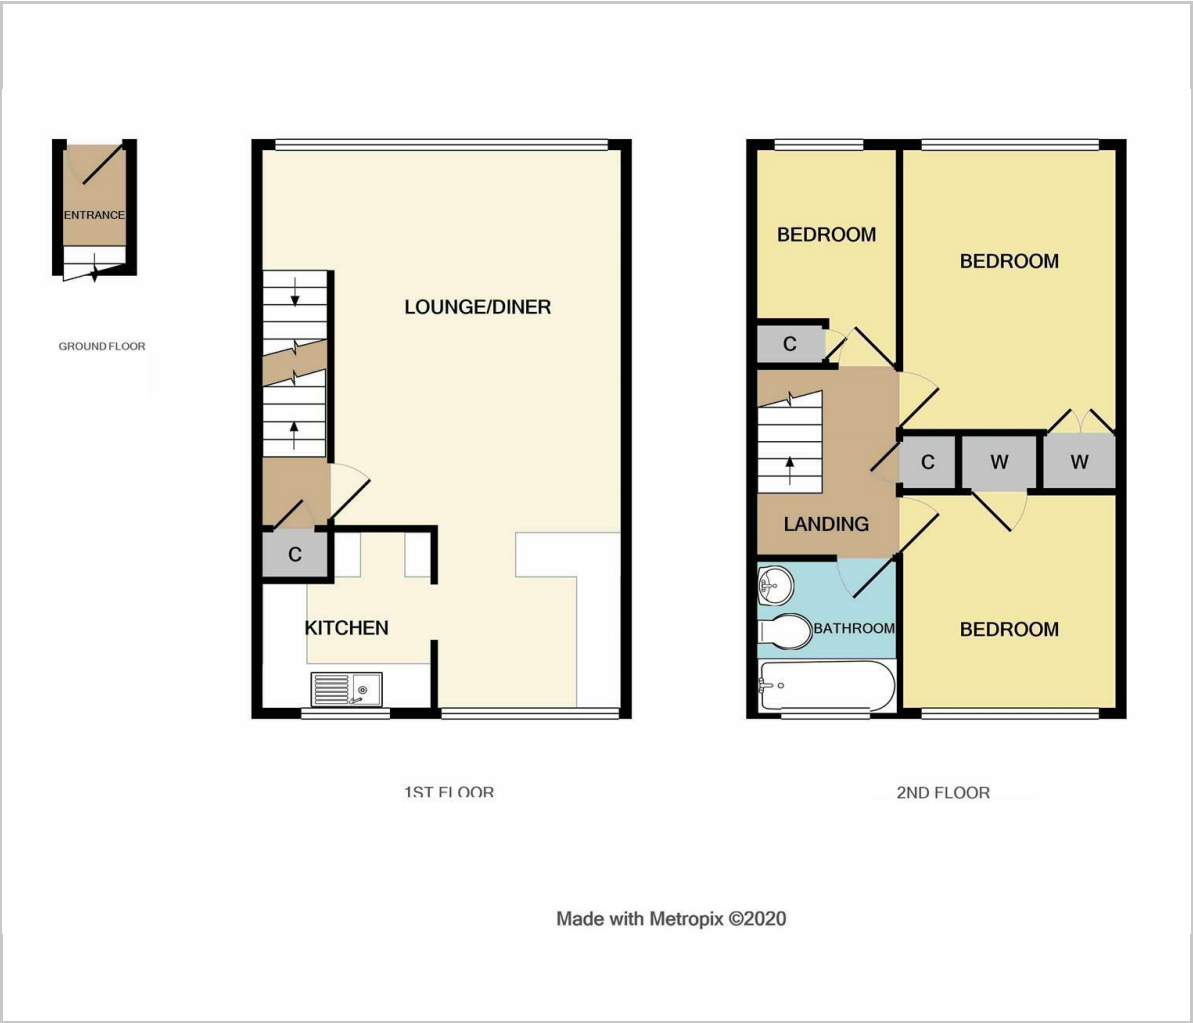 ENTRANCE
GROUND FLOOR
LOUNGE/DINER
C
KITCHEN
1ST FLOOR
BEDROOM
BEDROOM
C
C
W
W
LANDING
BATHROOM
BEDROOM
2ND FLOOR
Made with Metropix ©2020